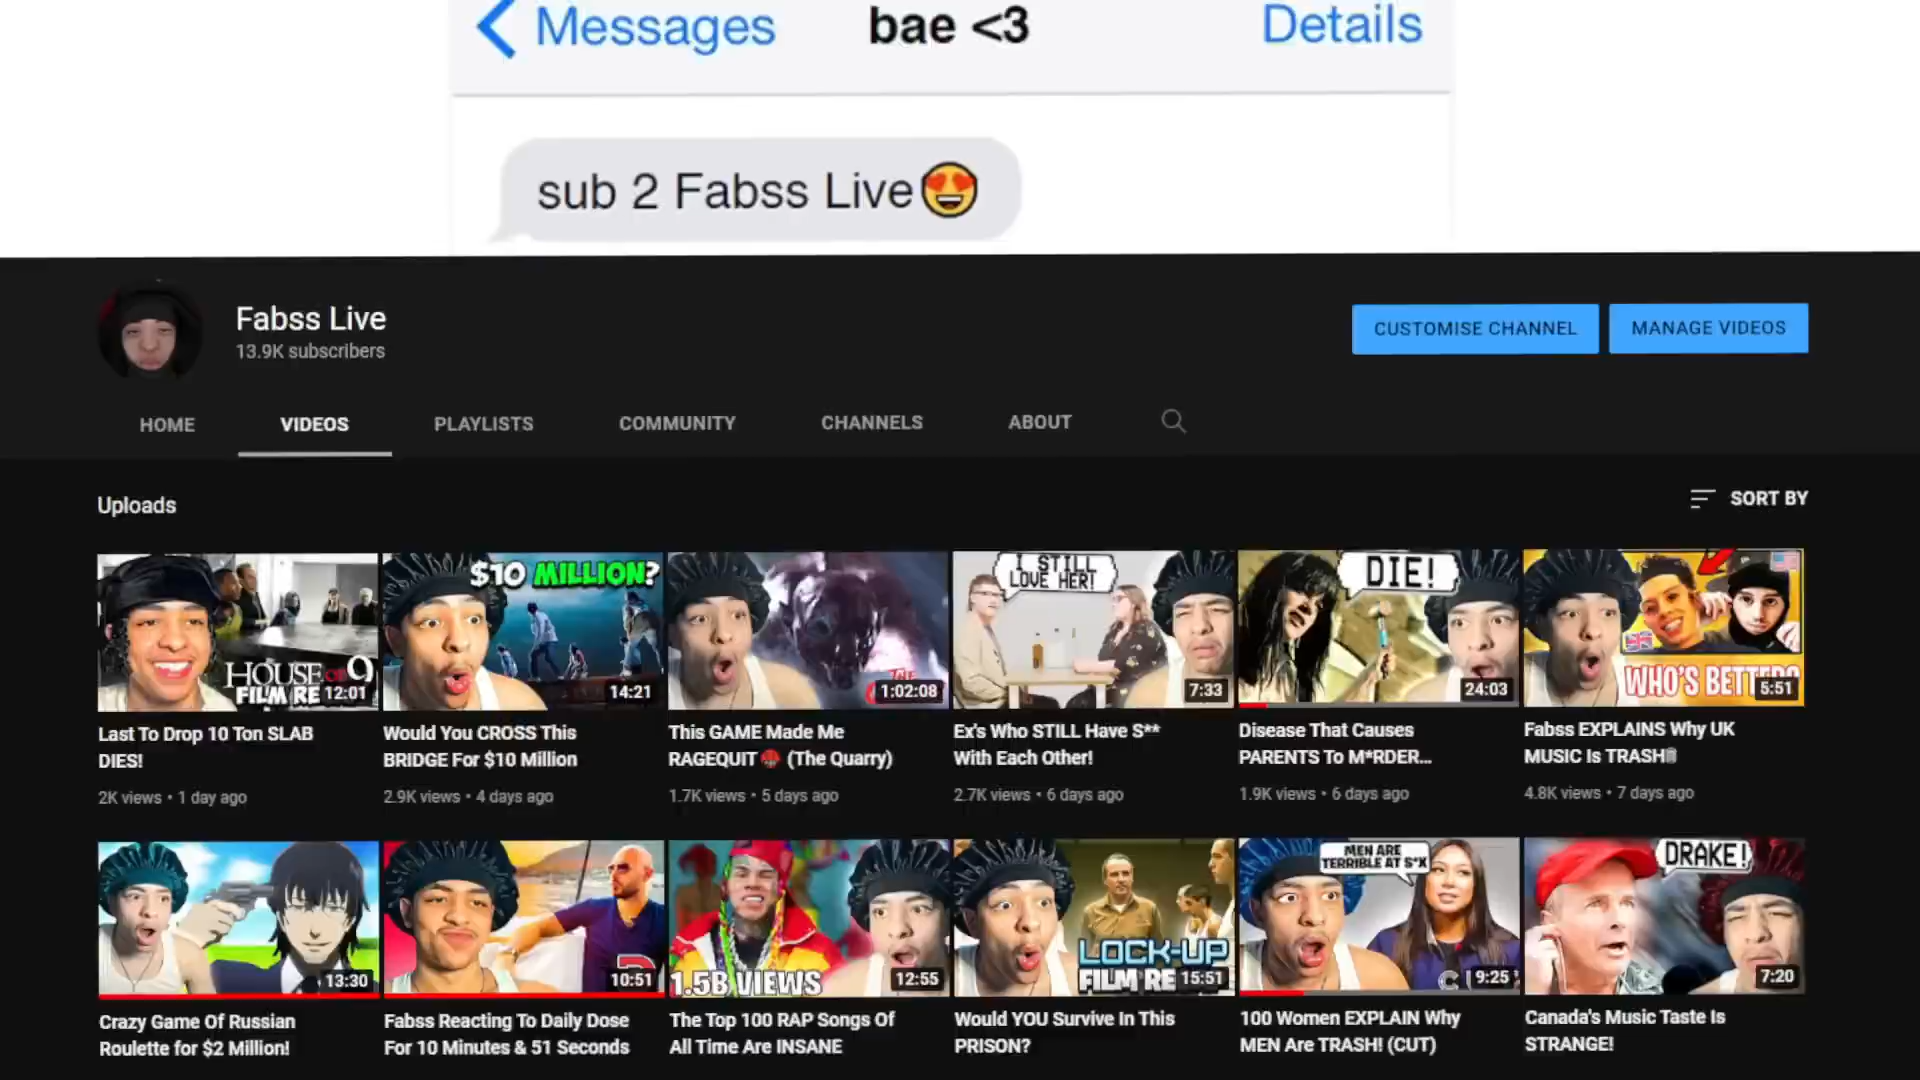 Messages bae <3 Details
sub 2 Fabss Live😍
Fabss Live
13.9K subscribers
CUSTOMISE CHANNEL MANAGE VIDEOS
HOME VIDEOS PLAYLISTS COMMUNITY CHANNELS ABOUT
Uploads
SORT BY
HOUSE OF 9
FILM RE 12:01
$10 MILLION?
14:21
THE
1:02:08
I STILL
LOVE HER!
7:33
DIE!
24:03
WHO'S BETTER?
5:51
Last To Drop 10 Ton SLAB
DIES!
2K views • 1 day ago
Would You CROSS This
BRIDGE For $10 Million
2.9K views • 4 days ago
This GAME Made Me
RAGEQUIT😡 (The Quarry)
1.7K views • 5 days ago
Ex's Who STILL Have S**
With Each Other!
2.7K views • 6 days ago
Disease That Causes
PARENTS To M*RDER...
1.9K views • 6 days ago
Fabss EXPLAINS Why UK
MUSIC Is TRASH🗑
4.8K views • 7 days ago
13:30
10:51
1.5B VIEWS
12:55
LOCK-UP
FILM RE 15:51
MEN ARE
TERRIBLE AT S*X
9:25
DRAKE!
7:20
Crazy Game Of Russian
Roulette for $2 Million!
Fabss Reacting To Daily Dose
For 10 Minutes & 51 Seconds
The Top 100 RAP Songs Of
All Time Are INSANE
Would YOU Survive In This
PRISON?
100 Women EXPLAIN Why
MEN Are TRASH! (CUT)
Canada's Music Taste Is
STRANGE!